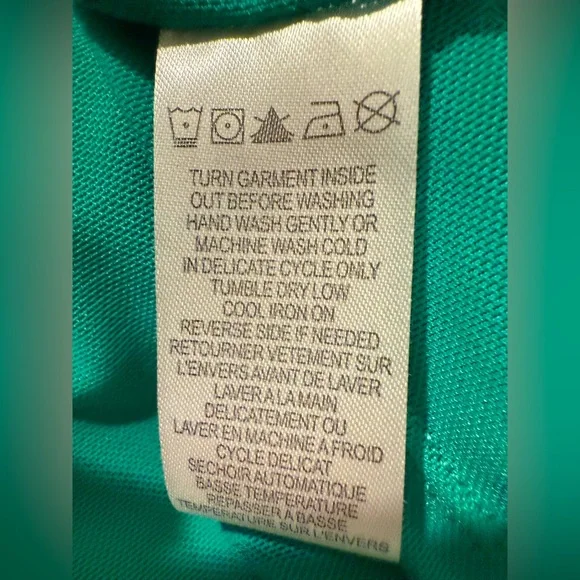 TURN GARMENT INSIDE
OUT BEFORE WASHING
HAND WASH GENTLY OR
MACHINE WASH COLD
IN DELICATE CYCLE ONLY
TUMBLE DRY LOW
COOL IRON ON
REVERSE SIDE IF NEEDED
RETOURNER VETEMENT SUR
L'ENVERS AVANT DE LAVER
LAVER A LA MAIN
DELICATEMENT OU
LAVER EN MACHINE A FROID
CYCLE DELICAT
SECHOIR AUTOMATIQUE
BASSE TEMPERATURE
REPASSER A BASSE
TEMPERATURE SUR L'ENVERS